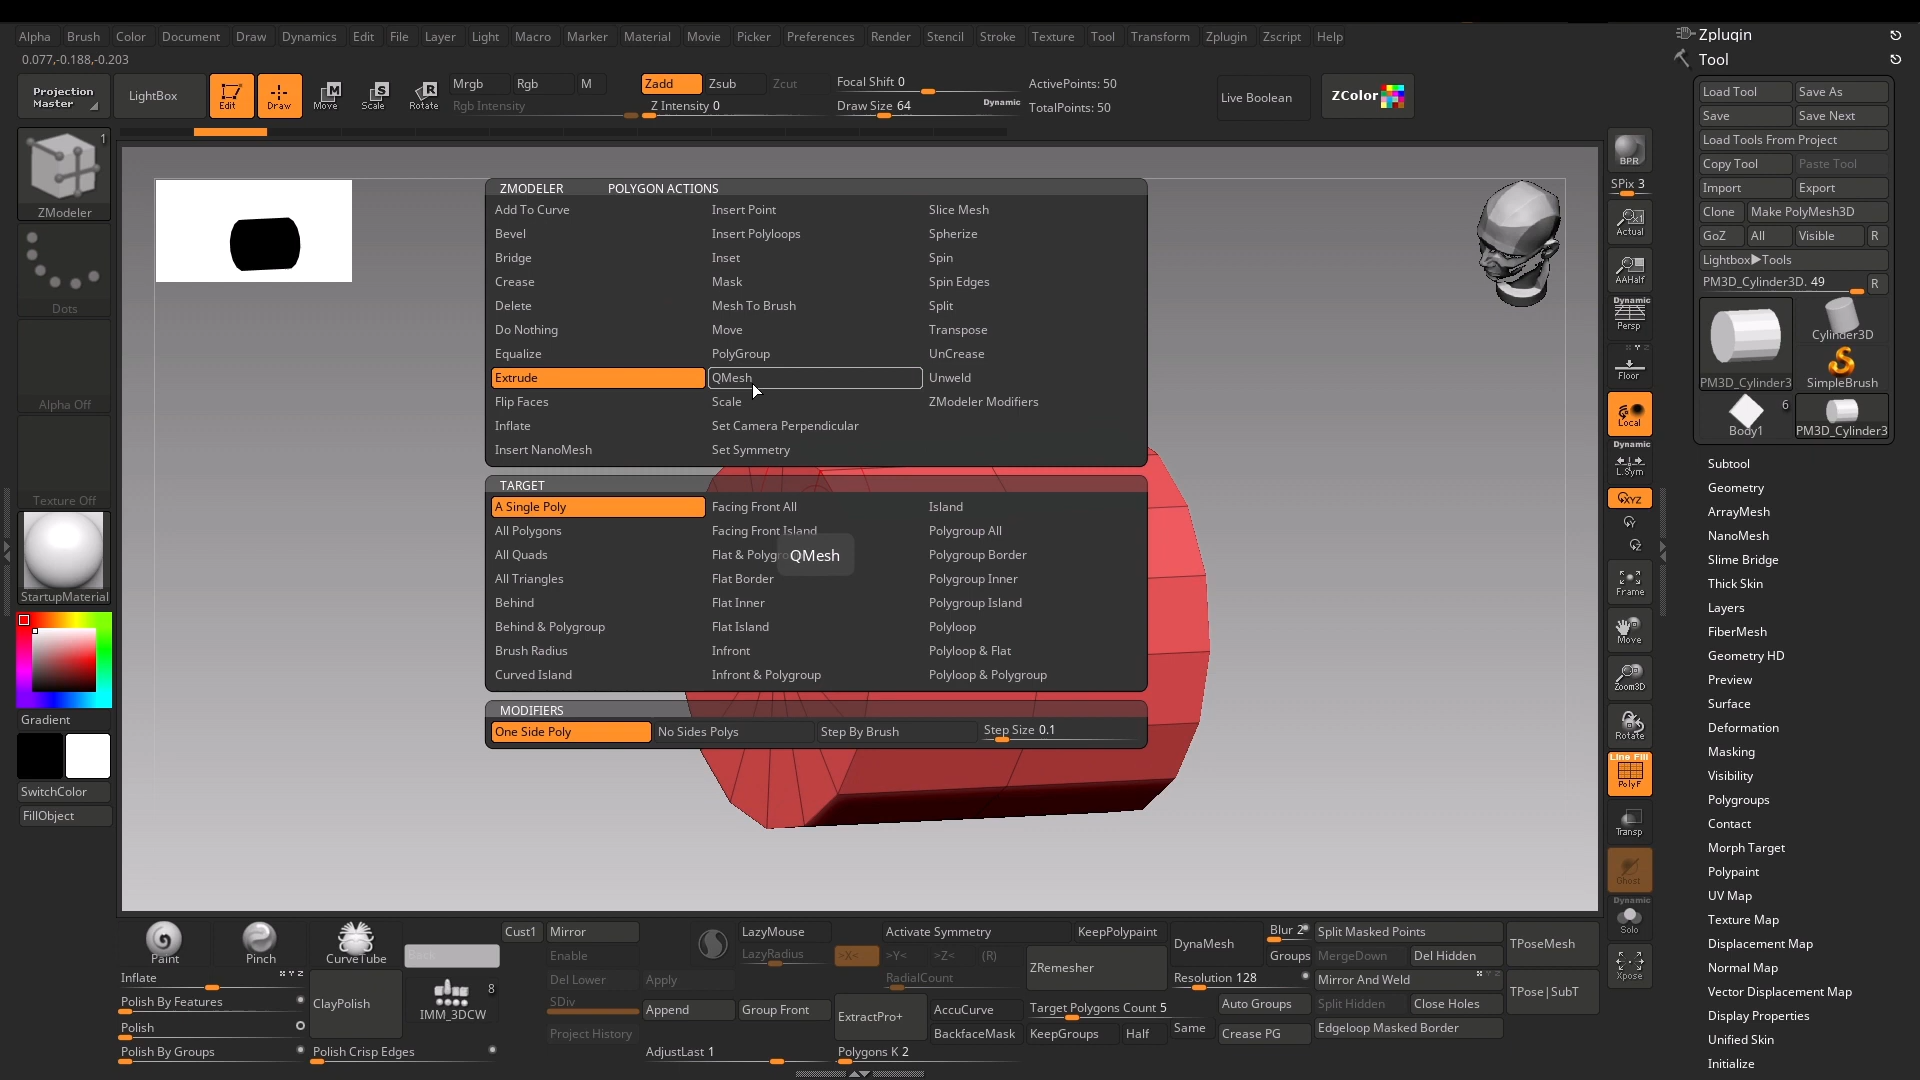 Alpha Brush Color Document Draw Dynamics Edit File Layer Light Macro Marker Material Movie Picker Preferences Render Stencil Stroke Texture Tool Transform Zplugin Zscript Help
0.077,-0.188,-0.203
Projection Master
LightBox
Edit
Draw
Move
Scale
Rotate
Mrgb Rgb M
Rgb Intensity
Zadd Zsub Zcut
Z Intensity 0
Focal Shift 0
Draw Size 64
Dynamic
ActivePoints: 50
TotalPoints: 50
Live Boolean
ZColor
1
ZModeler
Dots
Alpha Off
Texture Off
StartupMaterial
Gradient
SwitchColor
FillObject
ZMODELER POLYGON ACTIONS
Add To Curve Insert Point Slice Mesh
Bevel Insert Polyloops Spherize
Bridge Inset Spin
Crease Mask Spin Edges
Delete Mesh To Brush Split
Do Nothing Move Transpose
Equalize PolyGroup UnCrease
Extrude QMesh Unweld
Flip Faces Scale ZModeler Modifiers
Inflate Set Camera Perpendicular
Insert NanoMesh Set Symmetry
TARGET
A Single Poly Facing Front All Island
All Polygons Facing Front Island Polygroup All
All Quads Flat & Polygro Polygroup Border
QMesh
All Triangles Flat Border Polygroup Inner
Behind Flat Inner Polygroup Island
Behind & Polygroup Flat Island Polyloop
Brush Radius Infront Polyloop & Flat
Curved Island Infront & Polygroup Polyloop & Polygroup
MODIFIERS
One Side Poly No Sides Polys Step By Brush Step Size 0.1
BPR
SPix 3
Actual
AAHalf
Dynamic
Persp
Floor
Local
Dynamic
L.Sym
XYZ
Y
Z
Frame
Move
Zoom3D
Rotate
Line Fill
PolyF
Transp
Ghost
Dynamic
Solo
Xpose
Zplugin
Tool
Load Tool Save As
Save Save Next
Load Tools From Project
Copy Tool Paste Tool
Import Export
Clone Make PolyMesh3D
GoZ All Visible R
Lightbox▶Tools
PM3D_Cylinder3D. 49 R
PM3D_Cylinder3
Cylinder3D
SimpleBrush
6
Body1
PM3D_Cylinder3
Subtool
Geometry
ArrayMesh
NanoMesh
Slime Bridge
Thick Skin
Layers
FiberMesh
Geometry HD
Preview
Surface
Deformation
Masking
Visibility
Polygroups
Contact
Morph Target
Polypaint
UV Map
Texture Map
Displacement Map
Normal Map
Vector Displacement Map
Display Properties
Unified Skin
Initialize
Paint
Pinch
CurveTube
Back
Inflate
Polish By Features
Polish
Polish By Groups
ClayPolish
8
IMM_3DCW
Polish Crisp Edges
Cust1
Mirror
Enable
Del Lower
SDiv
Project History
Apply
Append
AdjustLast 1
LazyMouse
LazyRadius
Group Front
ExtractPro+
Polygons K 2
Activate Symmetry
>X< >Y< >Z< (R)
RadialCount
AccuCurve
BackfaceMask
KeepPolypaint
ZRemesher
Target Polygons Count 5
KeepGroups Half
Same
DynaMesh
Blur 2
Groups
Resolution 128
Auto Groups
Crease PG
Split Masked Points
MergeDown Del Hidden
Mirror And Weld
Split Hidden Close Holes
Edgeloop Masked Border
TPoseMesh
TPose|SubT